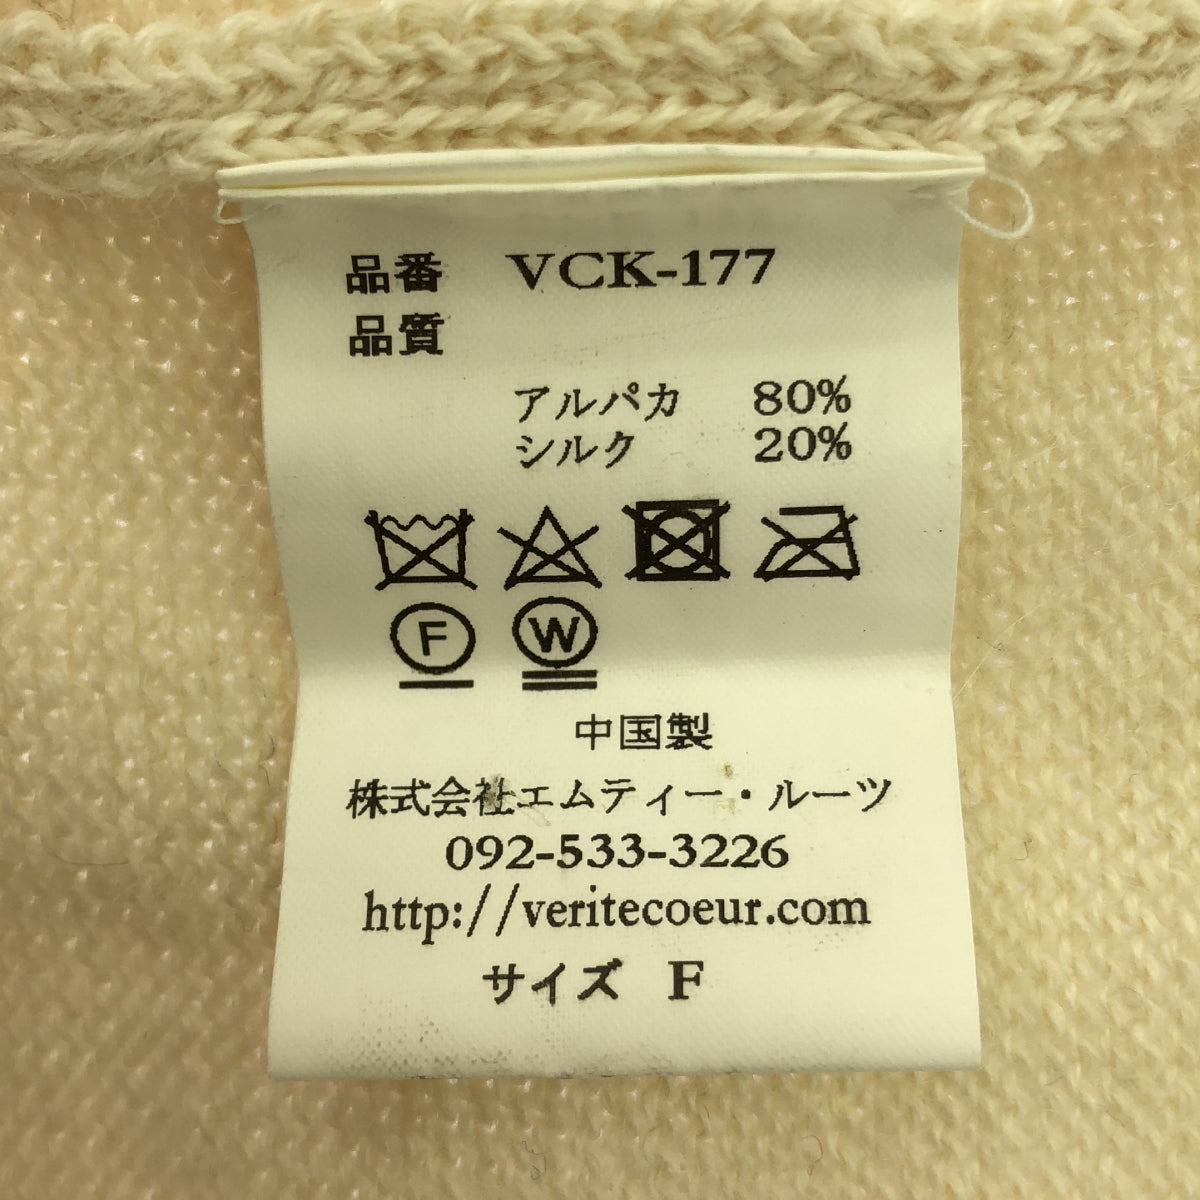 品番 VCK-177
品質
アルパカ 80%
シルク 20%
F W
中国製
株式会社エムティー・ルーツ
092-533-3226
http://veritecoeur.com
サイズ F